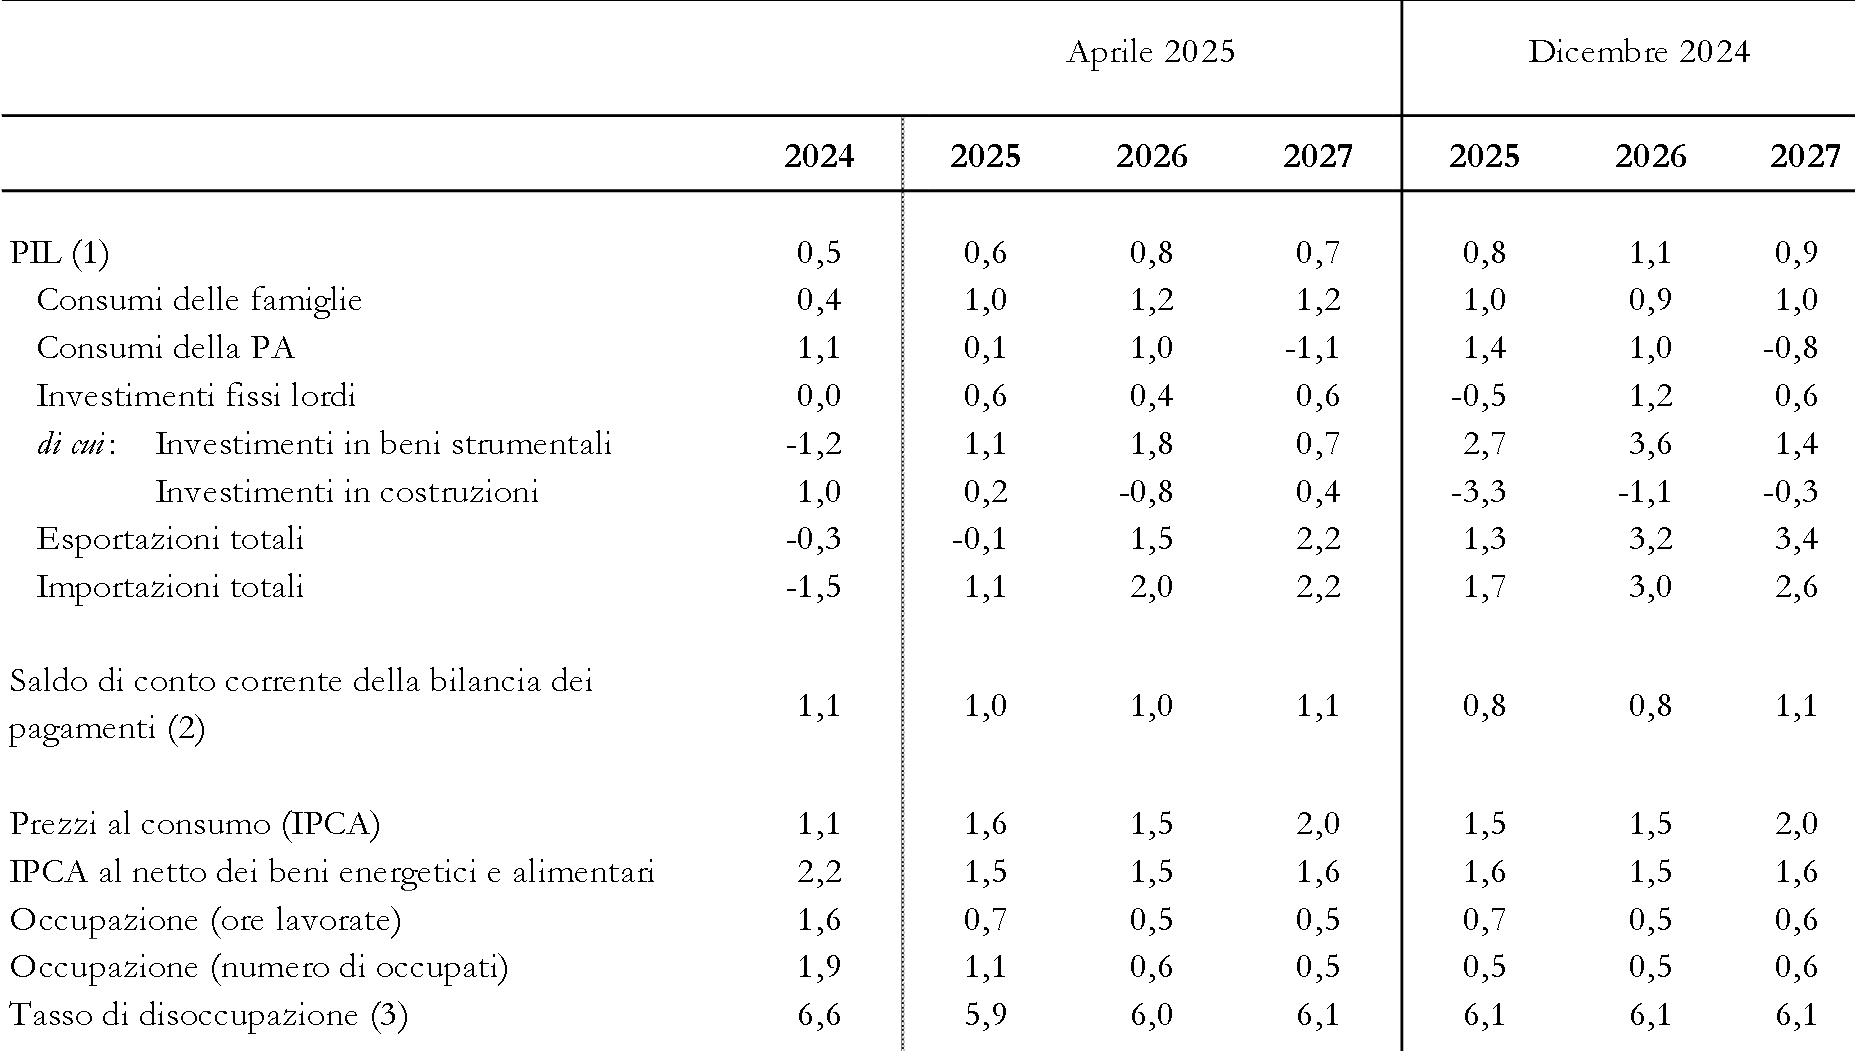 Aprile 2025 Dicembre 2024
2024 2025 2026 2027 2025 2026 2027
PIL (1) 0,5 0,6 0,8 0,7 0,8 1,1 0,9
Consumi delle famiglie 0,4 1,0 1,2 1,2 1,0 0,9 1,0
Consumi della PA 1,1 0,1 1,0 -1,1 1,4 1,0 -0,8
Investimenti fissi lordi 0,0 0,6 0,4 0,6 -0,5 1,2 0,6
di cui: Investimenti in beni strumentali -1,2 1,1 1,8 0,7 2,7 3,6 1,4
Investimenti in costruzioni 1,0 0,2 -0,8 0,4 -3,3 -1,1 -0,3
Esportazioni totali -0,3 -0,1 1,5 2,2 1,3 3,2 3,4
Importazioni totali -1,5 1,1 2,0 2,2 1,7 3,0 2,6
Saldo di conto corrente della bilancia dei
pagamenti (2) 1,1 1,0 1,0 1,1 0,8 0,8 1,1
Prezzi al consumo (IPCA) 1,1 1,6 1,5 2,0 1,5 1,5 2,0
IPCA al netto dei beni energetici e alimentari 2,2 1,5 1,5 1,6 1,6 1,5 1,6
Occupazione (ore lavorate) 1,6 0,7 0,5 0,5 0,7 0,5 0,6
Occupazione (numero di occupati) 1,9 1,1 0,6 0,5 0,5 0,5 0,6
Tasso di disoccupazione (3) 6,6 5,9 6,0 6,1 6,1 6,1 6,1